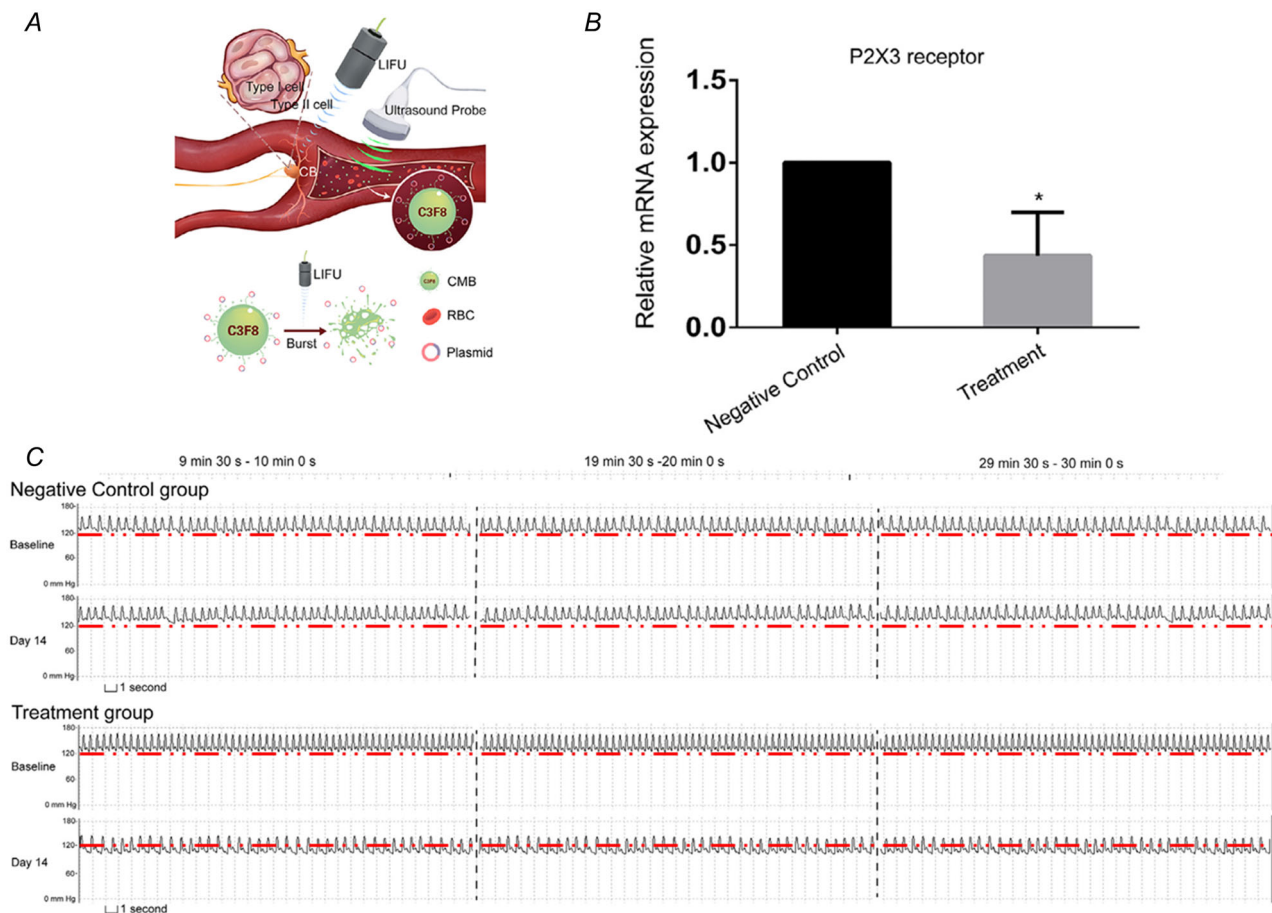 A
LIFU
Type I cell
Type II cell
Ultrasound Probe
CB
C3F8
LIFU
C3F8
Burst
C3F8
CMB
RBC
Plasmid
B
P2X3 receptor
Relative mRNA expression
1.5
1.0
0.5
0.0
*
Negative Control
Treatment
C
9 min 30 s - 10 min 0 s
19 min 30 s -20 min 0 s
29 min 30 s - 30 min 0 s
Negative Control group
180
Baseline
120
60
0 mm Hg
180
Day 14
120
60
0 mm Hg
1 second
Treatment group
180
Baseline
120
60
0 mm Hg
180
Day 14
120
60
0 mm Hg
1 second